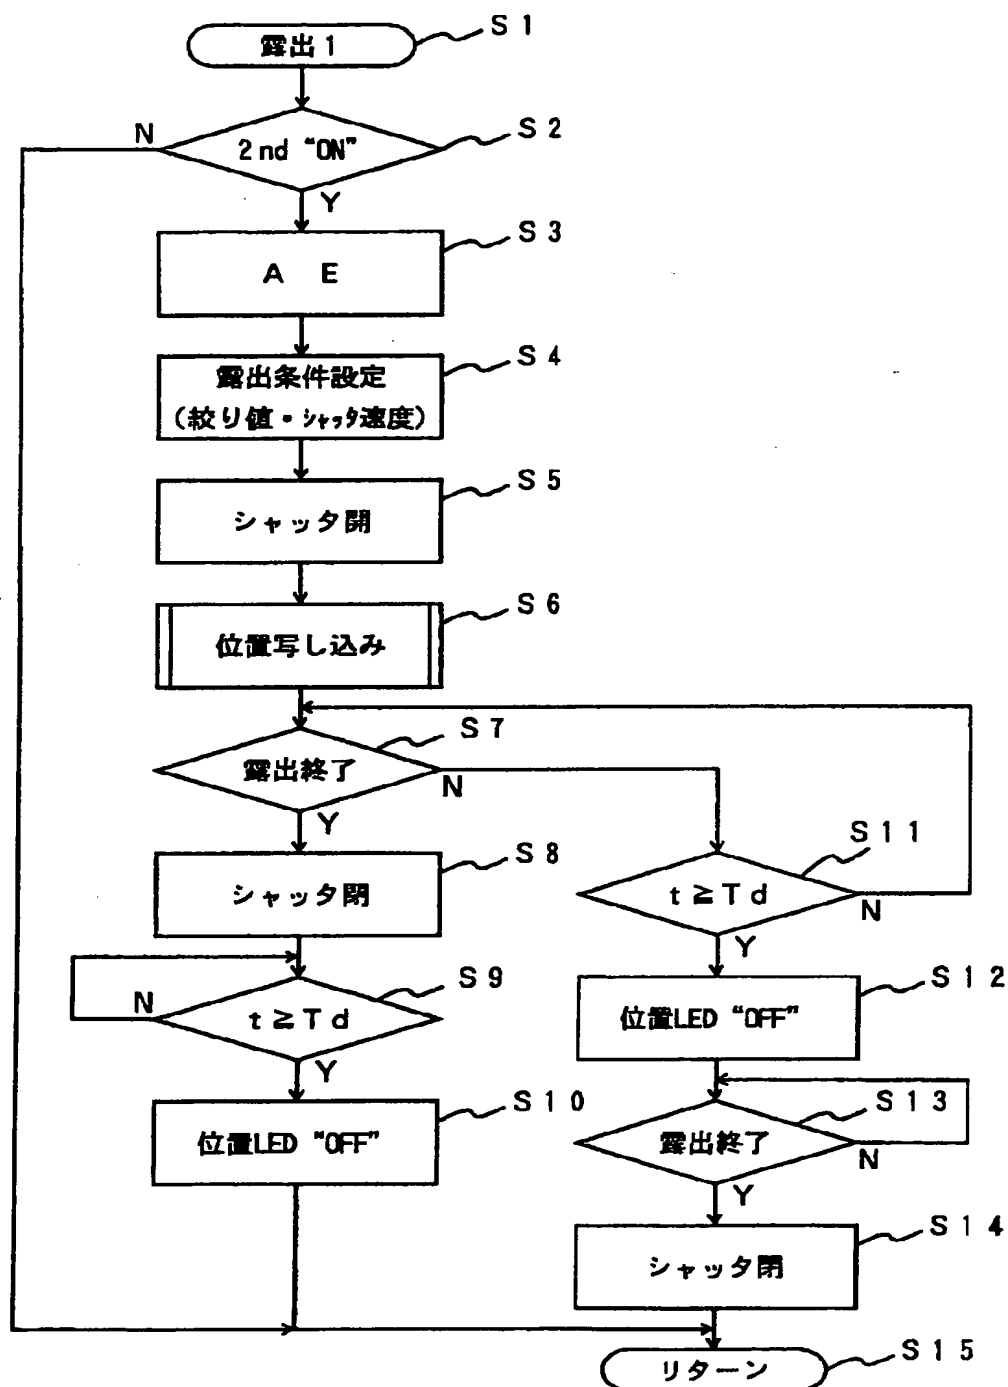 露出1
S1
2nd “ON”
S2
N
Y
A E
S3
露出条件設定
(絞り値・シャッタ速度)
S4
シャッタ開
S5
位置写し込み
S6
露出終了
S7
N
Y
シャッタ閉
S8
t≧Td
S9
N
Y
位置LED “OFF”
S10
t≧Td
S11
N
Y
位置LED “OFF”
S12
露出終了
S13
N
Y
シャッタ閉
S14
リターン
S15